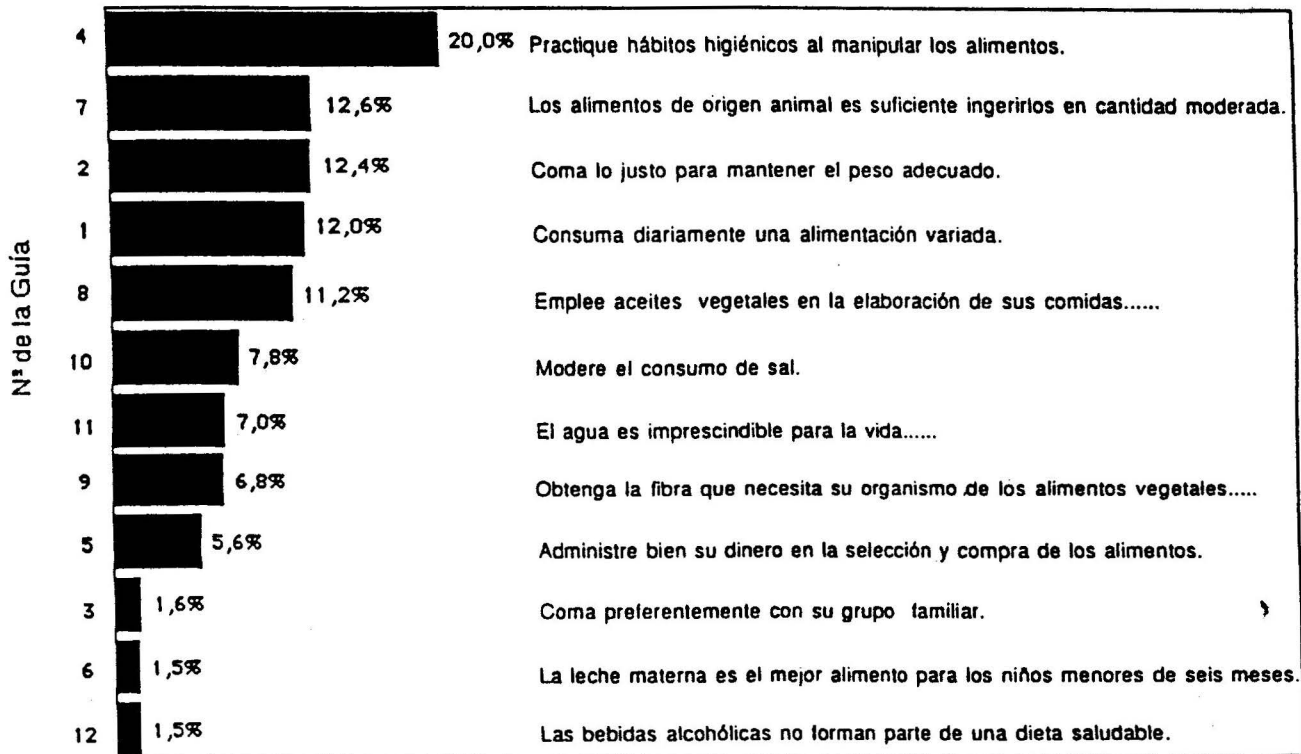 4 20,0% Practique hábitos higiénicos al manipular los alimentos.
7 12,6% Los alimentos de origen animal es suficiente ingerirlos en cantidad moderada.
2 12,4% Coma lo justo para mantener el peso adecuado.
1 12,0% Consuma diariamente una alimentación variada.
8 11,2% Emplee aceites vegetales en la elaboración de sus comidas......
10 7,8% Modere el consumo de sal.
11 7,0% El agua es imprescindible para la vida......
9 6,8% Obtenga la fibra que necesita su organismo de los alimentos vegetales.....
5 5,6% Administre bien su dinero en la selección y compra de los alimentos.
3 1,6% Coma preferentemente con su grupo familiar.
6 1,5% La leche materna es el mejor alimento para los niños menores de seis meses.
12 1,5% Las bebidas alcohólicas no forman parte de una dieta saludable.
Nº de la Guía